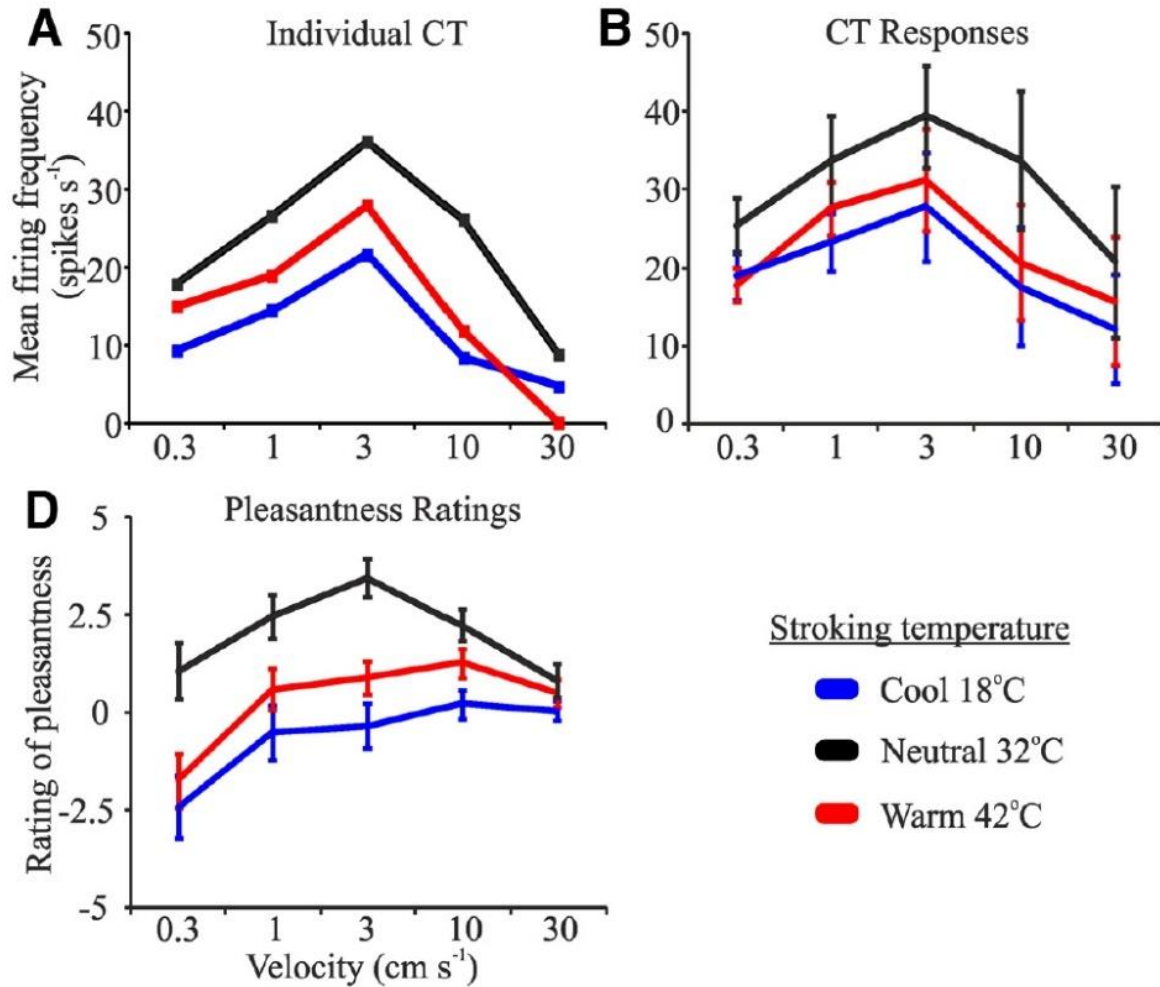 A
Individual CT
Mean firing frequency
(spikes s⁻¹)
50
40
30
20
10
0
0.3 1 3 10 30
B
CT Responses
50
40
30
20
10
0
0.3 1 3 10 30
D
Pleasantness Ratings
Rating of pleasantness
5
2.5
0
-2.5
-5
0.3 1 3 10 30
Velocity (cm s⁻¹)
Stroking temperature
Cool 18°C
Neutral 32°C
Warm 42°C